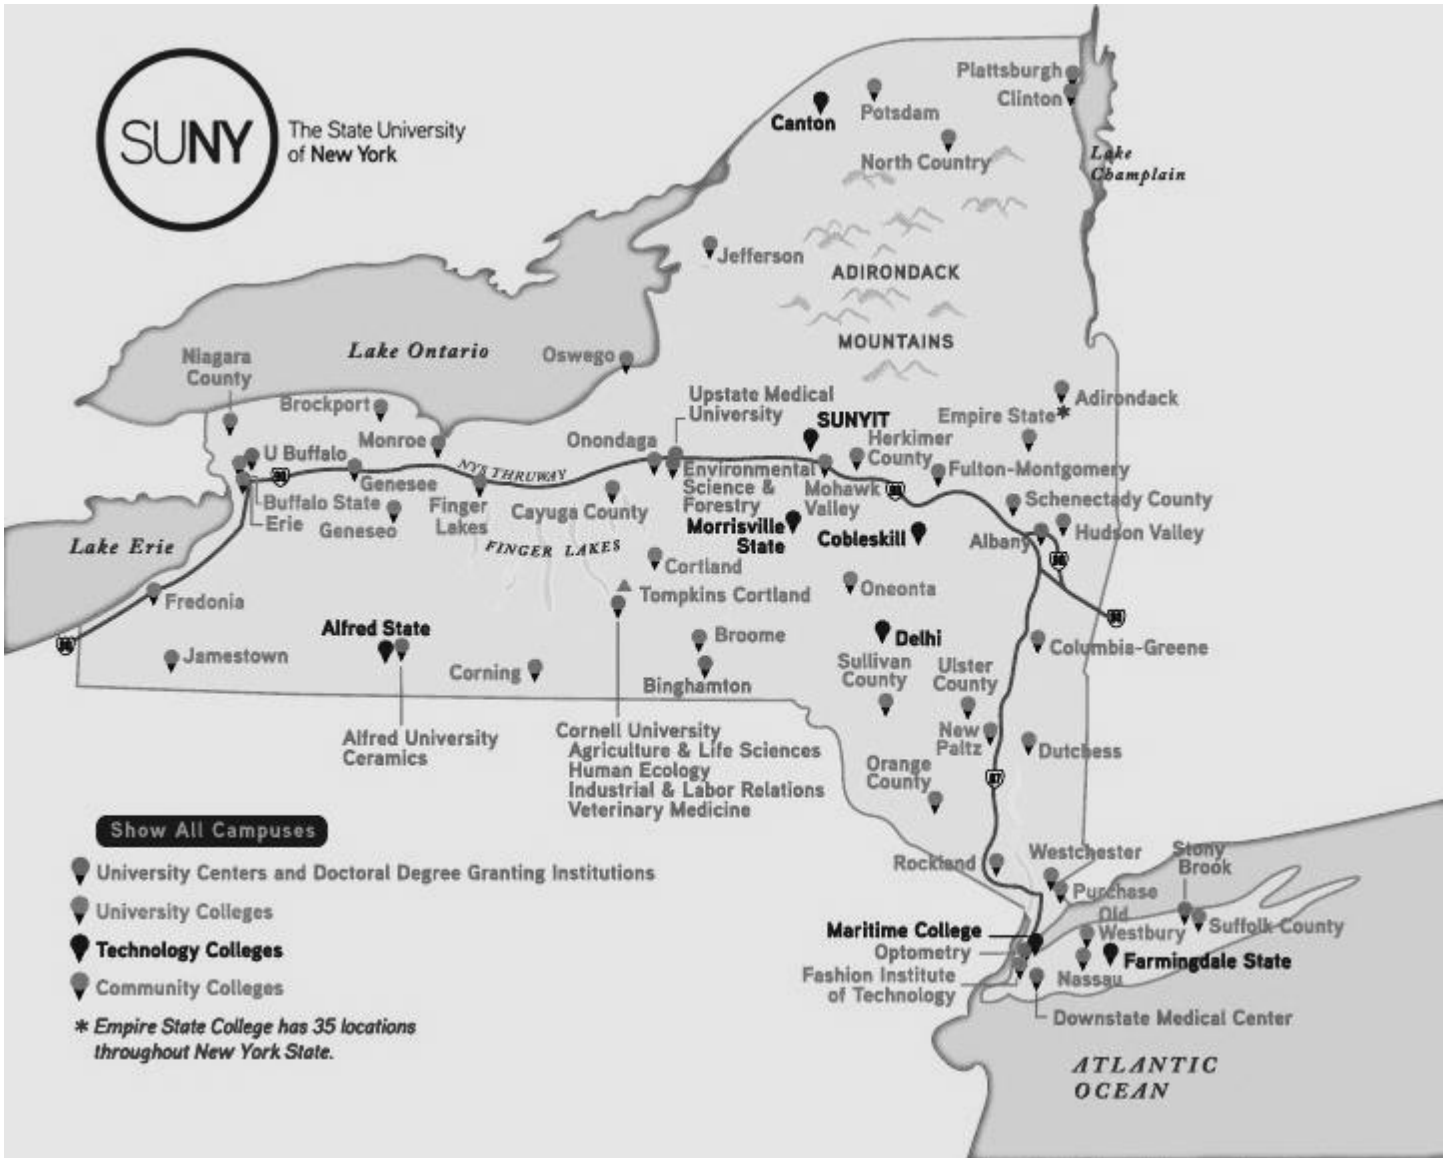 SUNY
The State University
of New York
Plattsburgh
Clinton
Potsdam
Canton
North Country
Lake
Champlain
Jefferson
ADIRONDACK
MOUNTAINS
Lake Ontario
Oswego
Niagara
County
Brockport
Monroe
Upstate Medical
University
SUNYIT
Adirondack
Empire State*
Onondaga
Herkimer
County
U Buffalo
90
NYS THRUWAY
Environmental
Science &
Forestry
Fulton-Montgomery
Genesee
Mohawk
Valley
90
Buffalo State
Erie
Geneseo
Finger
Lakes
Cayuga County
Schenectady County
Morrisville
State
Cobleskill
Albany
Hudson Valley
Lake Erie
FINGER LAKES
Cortland
Tompkins Cortland
Oneonta
90
90
Fredonia
Alfred State
Broome
Delhi
Columbia-Greene
90
Jamestown
Corning
Binghamton
Sullivan
County
Ulster
County
Alfred University
Ceramics
Cornell University
Agriculture & Life Sciences
Human Ecology
Industrial & Labor Relations
Veterinary Medicine
New
Paltz
Dutchess
Orange
County
87
Show All Campuses
University Centers and Doctoral Degree Granting Institutions
University Colleges
Technology Colleges
Community Colleges
* Empire State College has 35 locations
throughout New York State.
Rockland
Westchester
Purchase
Stony
Brook
Old
Westbury
Suffolk County
Maritime College
Optometry
Fashion Institute
of Technology
Nassau
Farmingdale State
Downstate Medical Center
ATLANTIC
OCEAN